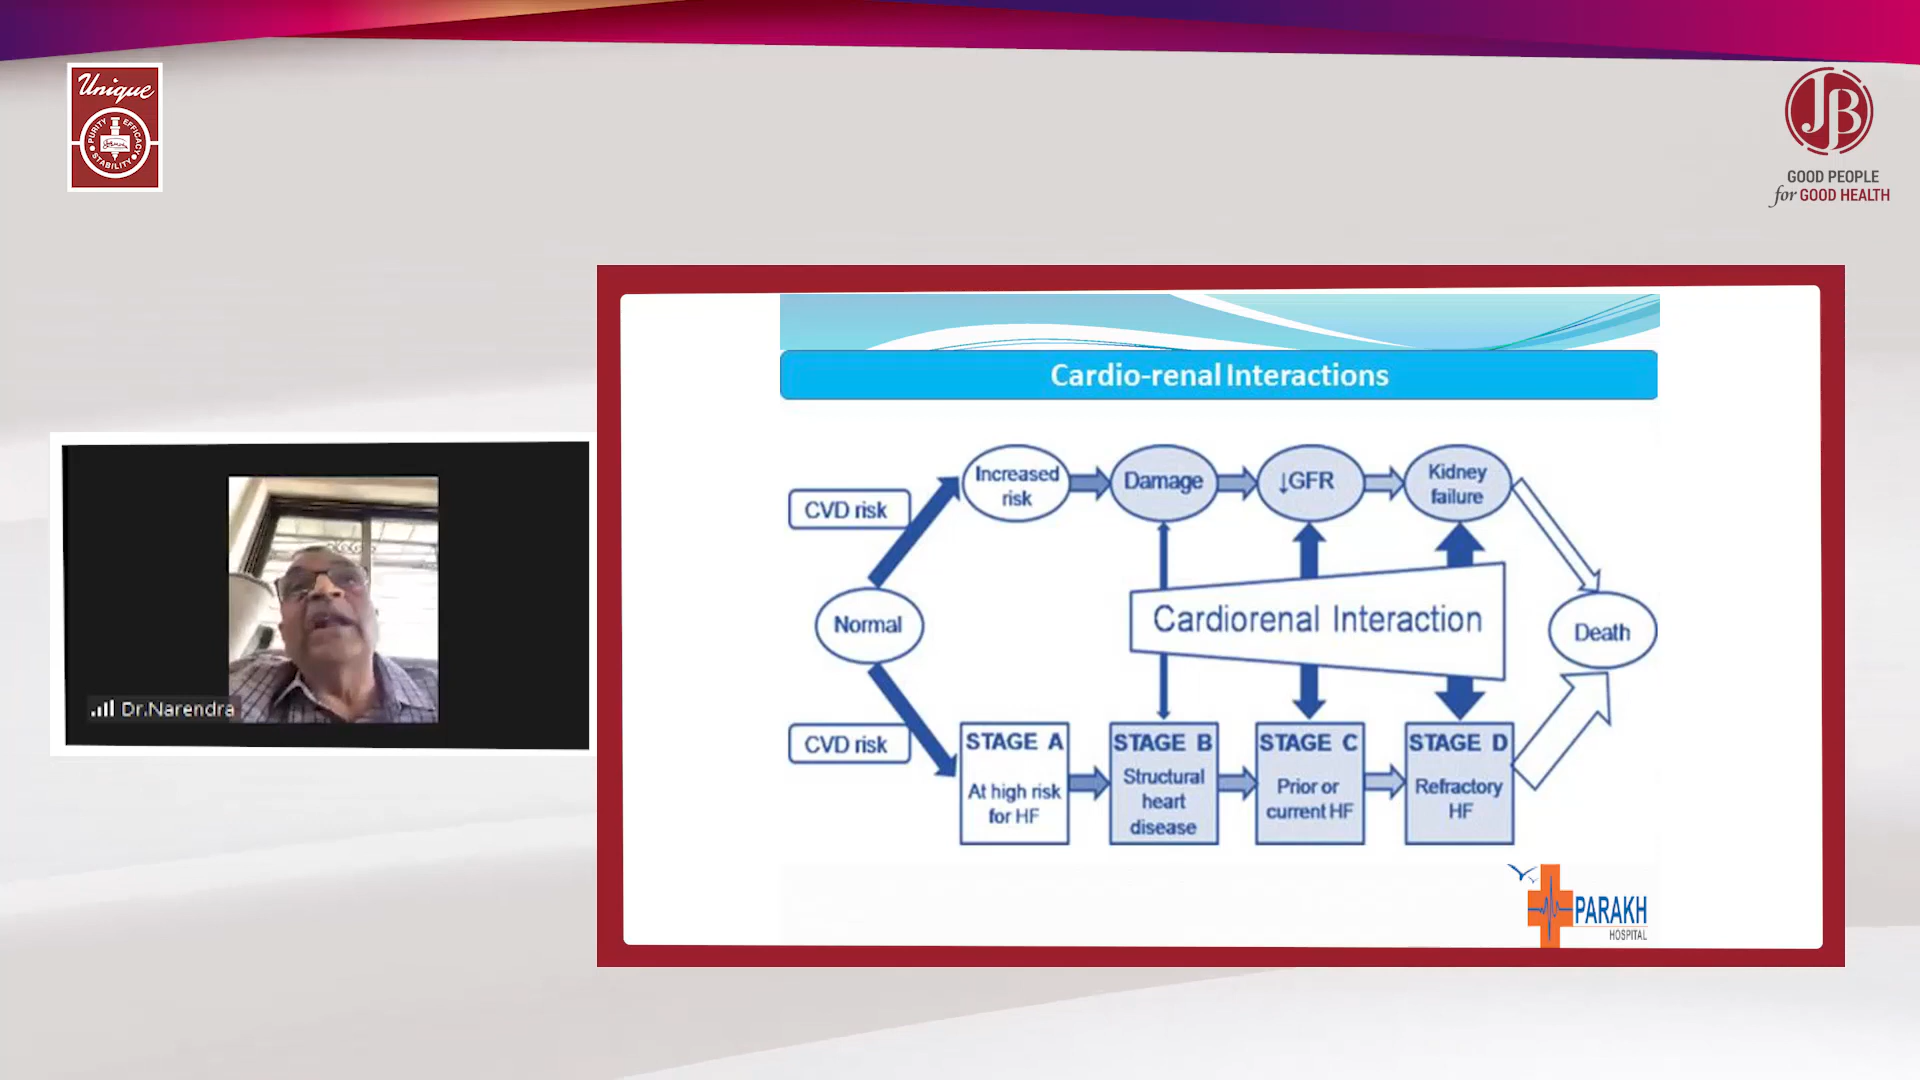 Unique
PURITY EFFICACY
STABILITY
JB
GOOD PEOPLE
for GOOD HEALTH
Cardio-renal Interactions
CVD risk
Increased
risk
Damage
↓GFR
Kidney
failure
Normal
Cardiorenal Interaction
Death
CVD risk
STAGE A
At high risk
for HF
STAGE B
Structural
heart
disease
STAGE C
Prior or
current HF
STAGE D
Refractory
HF
Dr.Narendra
PARAKH
HOSPITAL